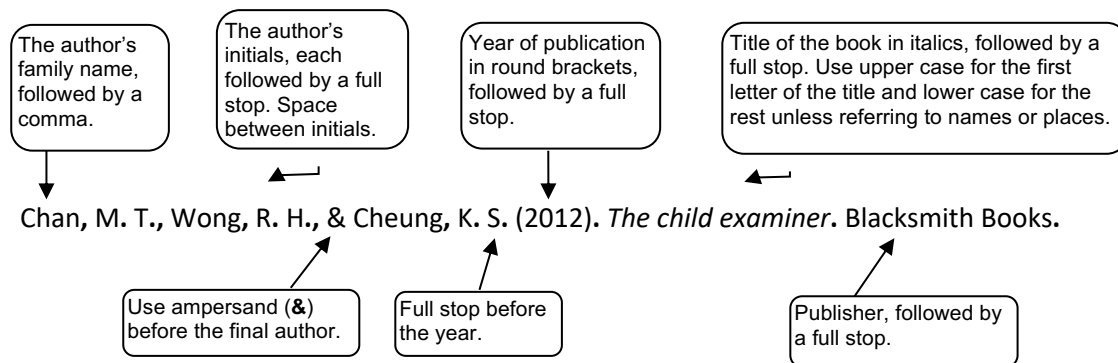 The author's
family name,
followed by a
comma.
The author's
initials, each
followed by a full
stop. Space
between initials.
Year of publication
in round brackets,
followed by a full
stop.
Title of the book in italics, followed by a
full stop. Use upper case for the first
letter of the title and lower case for the
rest unless referring to names or places.
Chan, M. T., Wong, R. H., & Cheung, K. S. (2012). The child examiner. Blacksmith Books.
Use ampersand (&)
before the final author.
Full stop before
the year.
Publisher, followed by
a full stop.